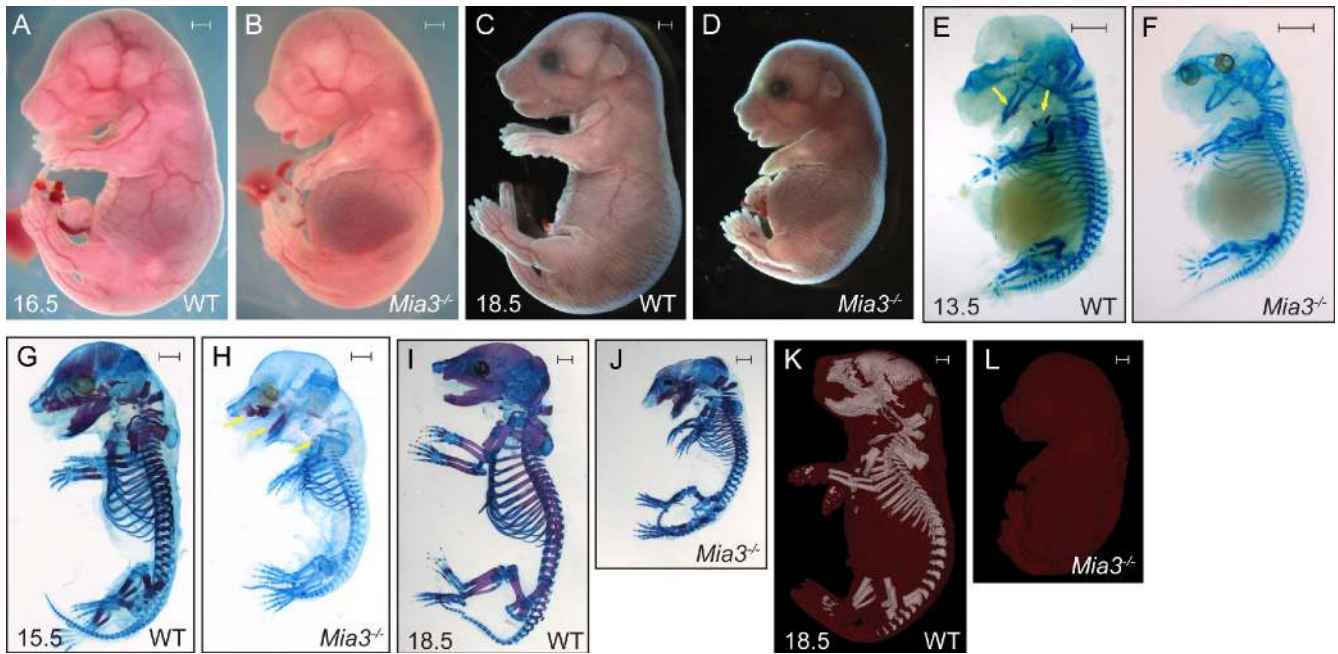 A
B
C
D
E
F
16.5
WT
Mia3-/-
18.5
WT
Mia3-/-
13.5
WT
Mia3-/-
G
H
I
J
K
L
15.5
WT
Mia3-/-
18.5
WT
Mia3-/-
18.5
WT
Mia3-/-